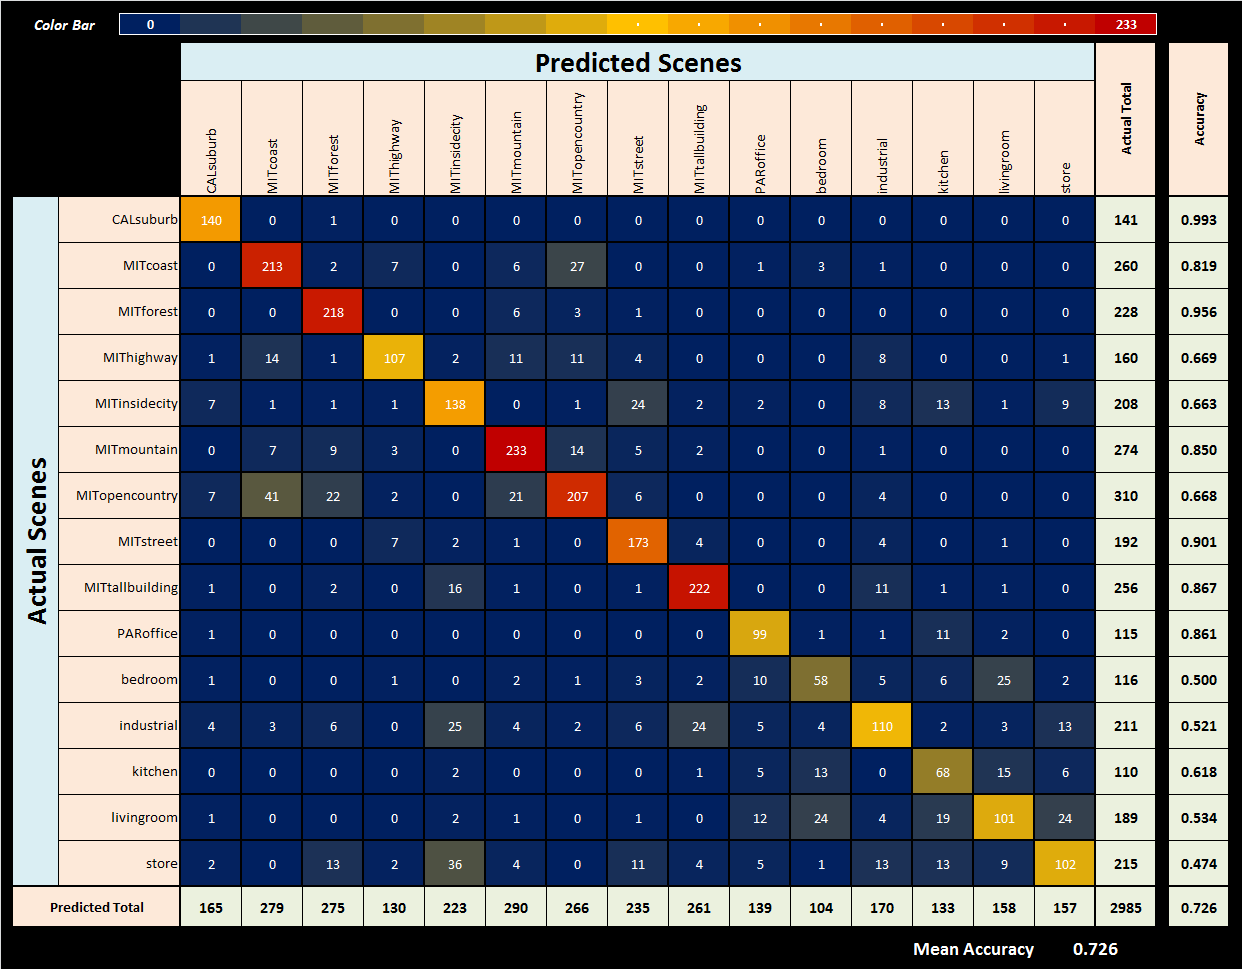 Color Bar 0 233
Predicted Scenes
CALsuburb MITcoast MITforest MIThighway MITinsidecity MITmountain MITopencountry MITstreet MITtallbuilding PARoffice bedroom industrial kitchen livingroom store Actual Total Accuracy
Actual Scenes
CALsuburb 140 0 1 0 0 0 0 0 0 0 0 0 0 0 0 141 0.993
MITcoast 0 213 2 7 0 6 27 0 0 1 3 1 0 0 0 260 0.819
MITforest 0 0 218 0 0 6 3 1 0 0 0 0 0 0 0 228 0.956
MIThighway 1 14 1 107 2 11 11 4 0 0 0 8 0 0 1 160 0.669
MITinsidecity 7 1 1 1 138 0 1 24 2 2 0 8 13 1 9 208 0.663
MITmountain 0 7 9 3 0 233 14 5 2 0 0 1 0 0 0 274 0.850
MITopencountry 7 41 22 2 0 21 207 6 0 0 0 4 0 0 0 310 0.668
MITstreet 0 0 0 7 2 1 0 173 4 0 0 4 0 1 0 192 0.901
MITtallbuilding 1 0 2 0 16 1 0 1 222 0 0 11 1 1 0 256 0.867
PARoffice 1 0 0 0 0 0 0 0 0 99 1 1 11 2 0 115 0.861
bedroom 1 0 0 1 0 2 1 3 2 10 58 5 6 25 2 116 0.500
industrial 4 3 6 0 25 4 2 6 24 5 4 110 2 3 13 211 0.521
kitchen 0 0 0 0 2 0 0 0 1 5 13 0 68 15 6 110 0.618
livingroom 1 0 0 0 2 1 0 1 0 12 24 4 19 101 24 189 0.534
store 2 0 13 2 36 4 0 11 4 5 1 13 13 9 102 215 0.474
Predicted Total 165 279 275 130 223 290 266 235 261 139 104 170 133 158 157 2985 0.726
Mean Accuracy 0.726